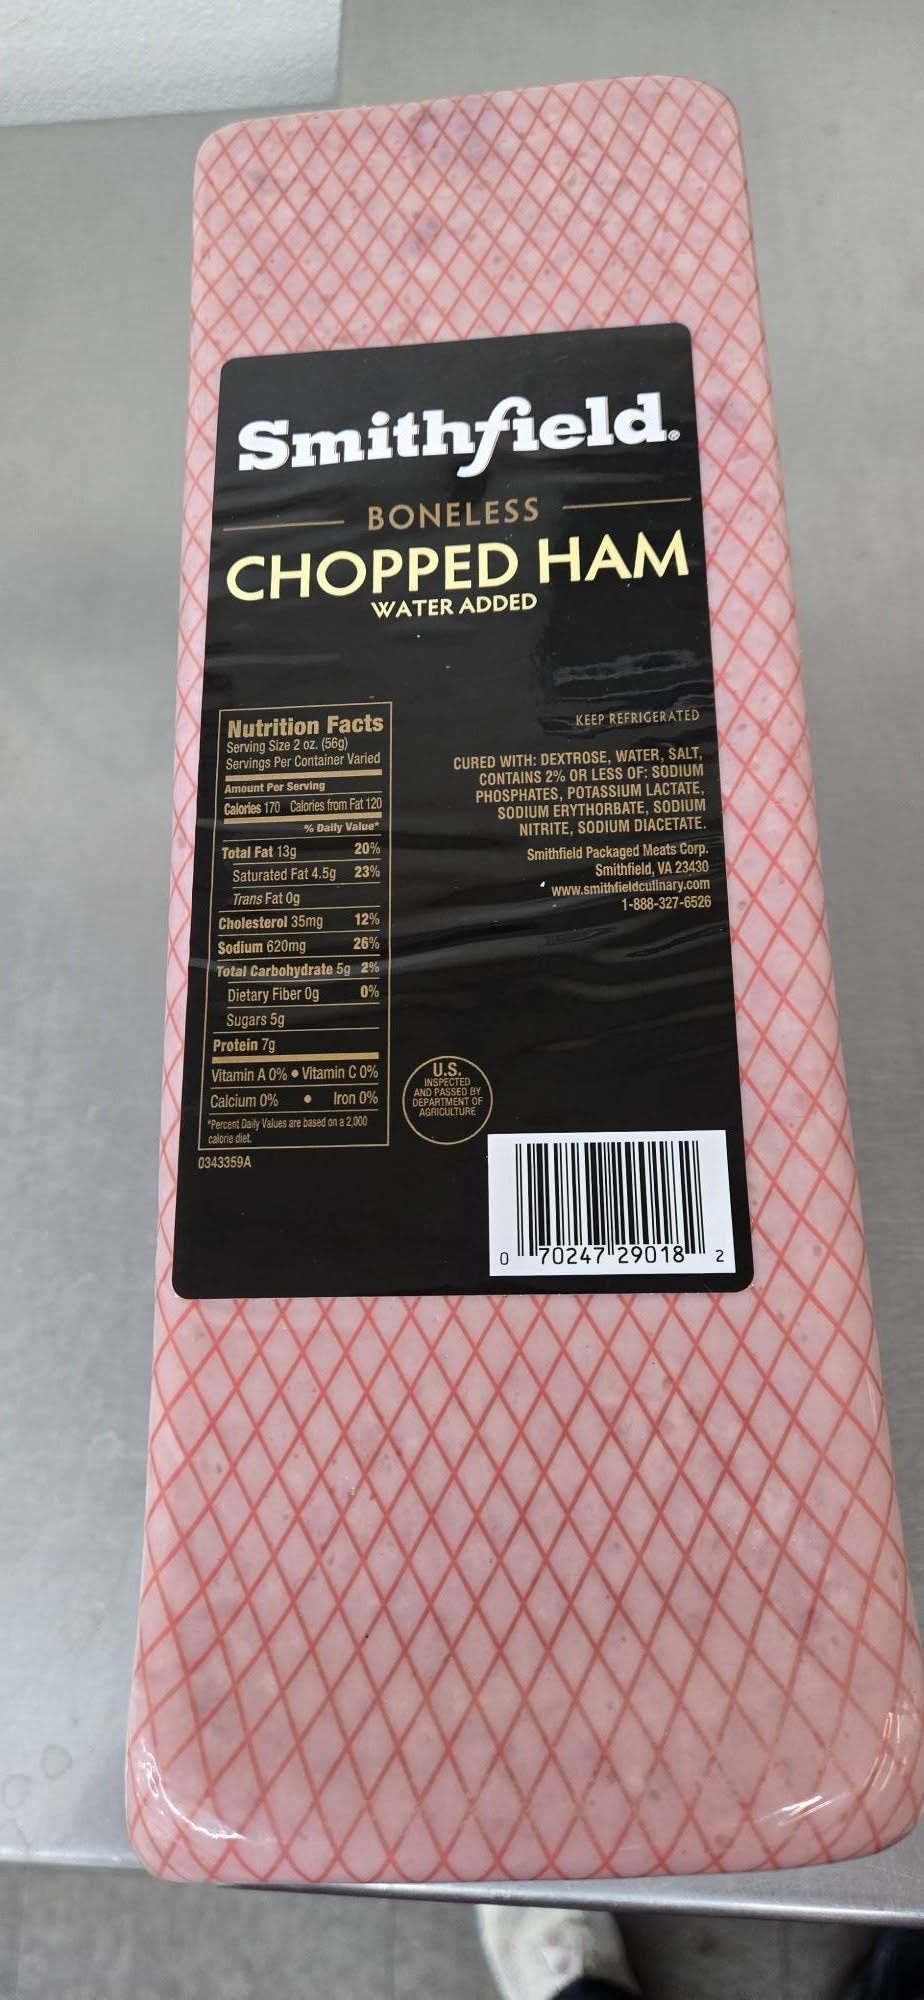 Smithfield®
BONELESS
CHOPPED HAM
WATER ADDED
KEEP REFRIGERATED
Nutrition Facts
Serving Size 2 oz. (56g)
Servings Per Container Varied
Amount Per Serving
Calories 170 Calories from Fat 120
% Daily Value*
Total Fat 13g 20%
Saturated Fat 4.5g 23%
Trans Fat 0g
Cholesterol 35mg 12%
Sodium 620mg 26%
Total Carbohydrate 5g 2%
Dietary Fiber 0g 0%
Sugars 5g
Protein 7g
Vitamin A 0% • Vitamin C 0%
Calcium 0% • Iron 0%
*Percent Daily Values are based on a 2,000
calorie diet.
0343359A
CURED WITH: DEXTROSE, WATER, SALT,
CONTAINS 2% OR LESS OF: SODIUM
PHOSPHATES, POTASSIUM LACTATE,
SODIUM ERYTHORBATE, SODIUM
NITRITE, SODIUM DIACETATE.
Smithfield Packaged Meats Corp.
Smithfield, VA 23430
www.smithfieldculinary.com
1-888-327-6526
U.S.
INSPECTED
AND PASSED BY
DEPARTMENT OF
AGRICULTURE
0 70247 29018 2